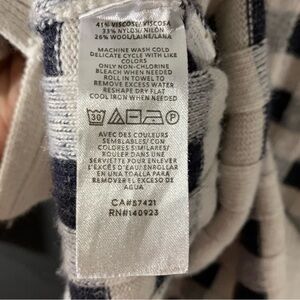 41% VISCOSE/VISCOSA
33% NYLON/NILÓN
26% WOOL/LAINE/LANA
MACHINE WASH COLD
DELICATE CYCLE WITH LIKE
COLORS
ONLY NON-CHLORINE
BLEACH WHEN NEEDED
ROLL IN TOWEL TO
REMOVE EXCESS WATER
RESHAPE DRY FLAT
COOL IRON WHEN NEEDED
30 P
AVEC DES COULEURS
SEMBLABLES/ CON
COLORES SIMILARES/
ROULER DANS UNE
SERVIETTE POUR ENLEVER
EXCÈS D'EAU/ENROLLAR
EN UNA TOALLA PARA
REMOVER EL EXCESO DE
AGUA
CA#57421
RN#140923